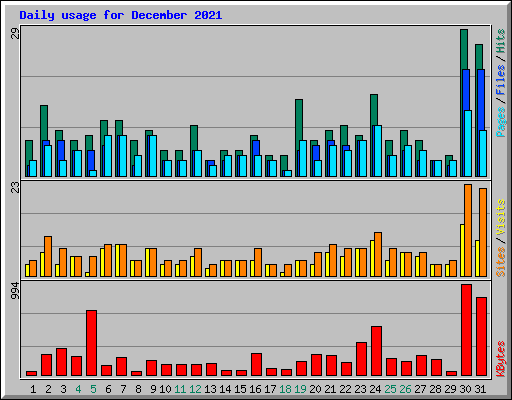 Daily usage for December 2021
29
Pages / Files / Hits
23
Sites / Visits
994
KBytes
1 2 3 4 5 6 7 8 9 10 11 12 13 14 15 16 17 18 19 20 21 22 23 24 25 26 27 28 29 30 31